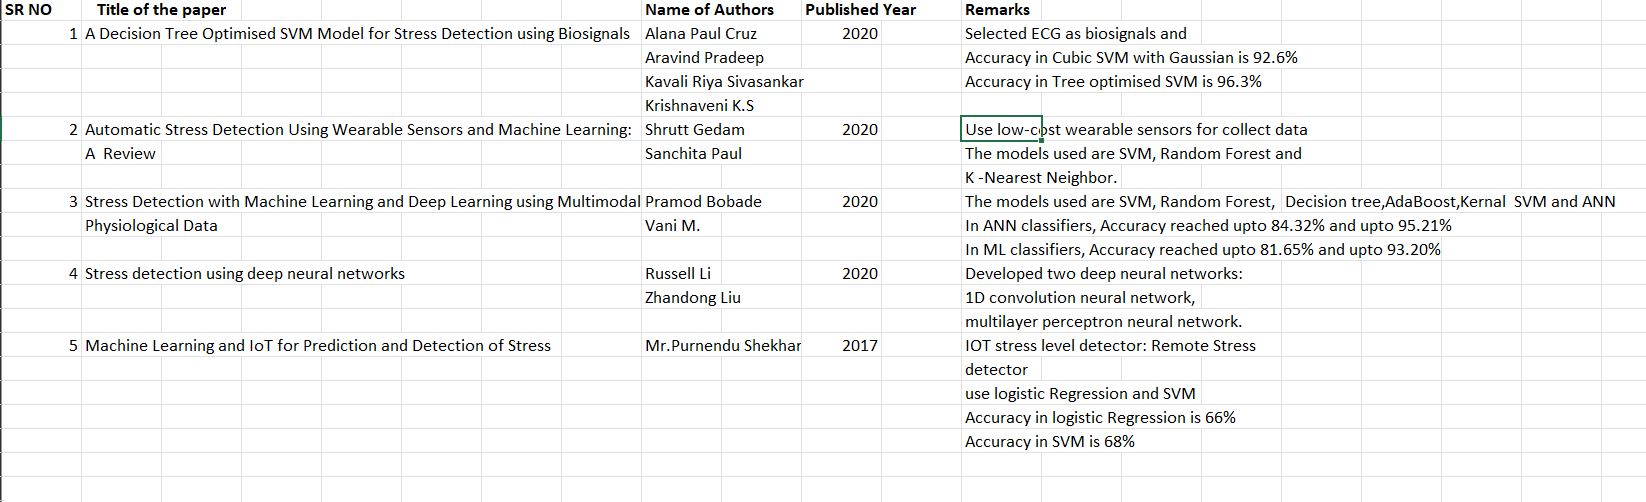 SR NO Title of the paper Name of Authors Published Year Remarks
1 A Decision Tree Optimised SVM Model for Stress Detection using Biosignals Alana Paul Cruz 2020 Selected ECG as biosignals and
Aravind Pradeep Accuracy in Cubic SVM with Gaussian is 92.6%
Kavali Riya Sivasankar Accuracy in Tree optimised SVM is 96.3%
Krishnaveni K.S
2 Automatic Stress Detection Using Wearable Sensors and Machine Learning: Shrutt Gedam 2020 Use low-cost wearable sensors for collect data
A Review Sanchita Paul The models used are SVM, Random Forest and
K -Nearest Neighbor.
3 Stress Detection with Machine Learning and Deep Learning using Multimodal Pramod Bobade 2020 The models used are SVM, Random Forest, Decision tree,AdaBoost,Kernal SVM and ANN
Physiological Data Vani M. In ANN classifiers, Accuracy reached upto 84.32% and upto 95.21%
In ML classifiers, Accuracy reached upto 81.65% and upto 93.20%
4 Stress detection using deep neural networks Russell Li 2020 Developed two deep neural networks:
Zhandong Liu 1D convolution neural network,
multilayer perceptron neural network.
5 Machine Learning and IoT for Prediction and Detection of Stress Mr.Purnendu Shekhar 2017 IOT stress level detector: Remote Stress
detector
use logistic Regression and SVM
Accuracy in logistic Regression is 66%
Accuracy in SVM is 68%